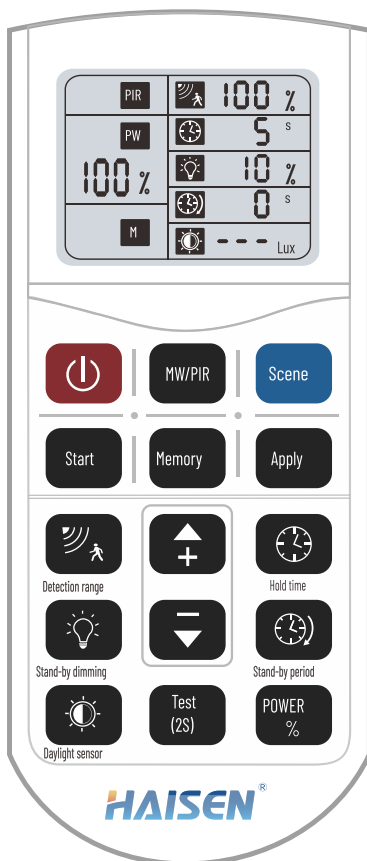 PIR
PW
100 %
M
100 %
5 s
10 %
0 s
--- Lux
MW/PIR
Scene
Start
Memory
Apply
Detection range
+
Hold time
Stand-by dimming
−
Stand-by period
Daylight sensor
Test
(2S)
POWER
%
HAISEN®